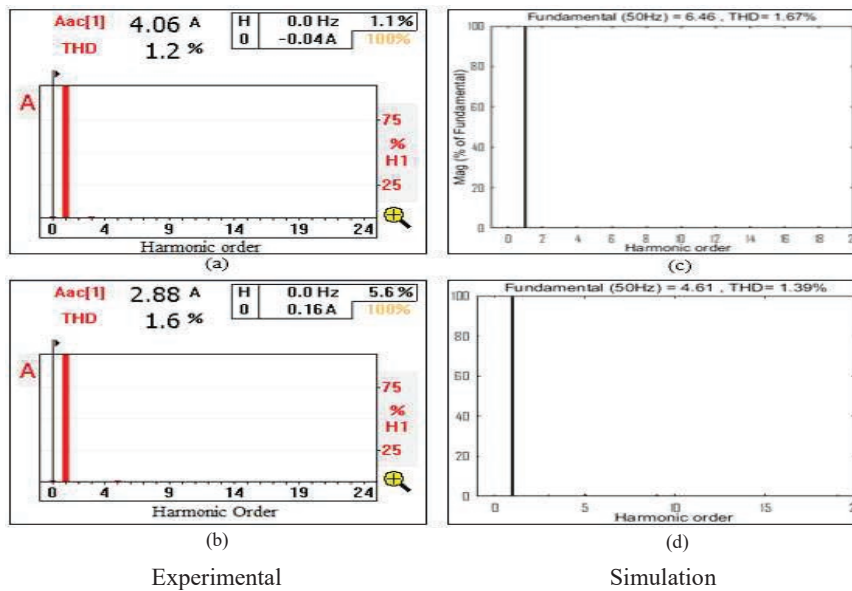 Aac[1] 4.06 A H 0.0 Hz 1.1%
THD 1.2 % 0 -0.04A 100%
A
75
%
H1
25
0 4 9 14 19 24
Harmonic order
(a)
Fundamental (50Hz) = 6.46 , THD= 1.67%
Mag (% of Fundamental)
100
80
60
40
20
0
0 2 4 6 8 10 12 14 16 18 2
Harmonic order
(c)
Aac[1] 2.88 A H 0.0 Hz 5.6%
THD 1.6 % 0 0.16A 100%
A
75
%
H1
25
0 4 9 14 19 24
Harmonic Order
(b)
Fundamental (50Hz) = 4.61 , THD= 1.39%
100
80
60
40
20
0
0 5 10 15 2
Harmonic order
(d)
Experimental
Simulation